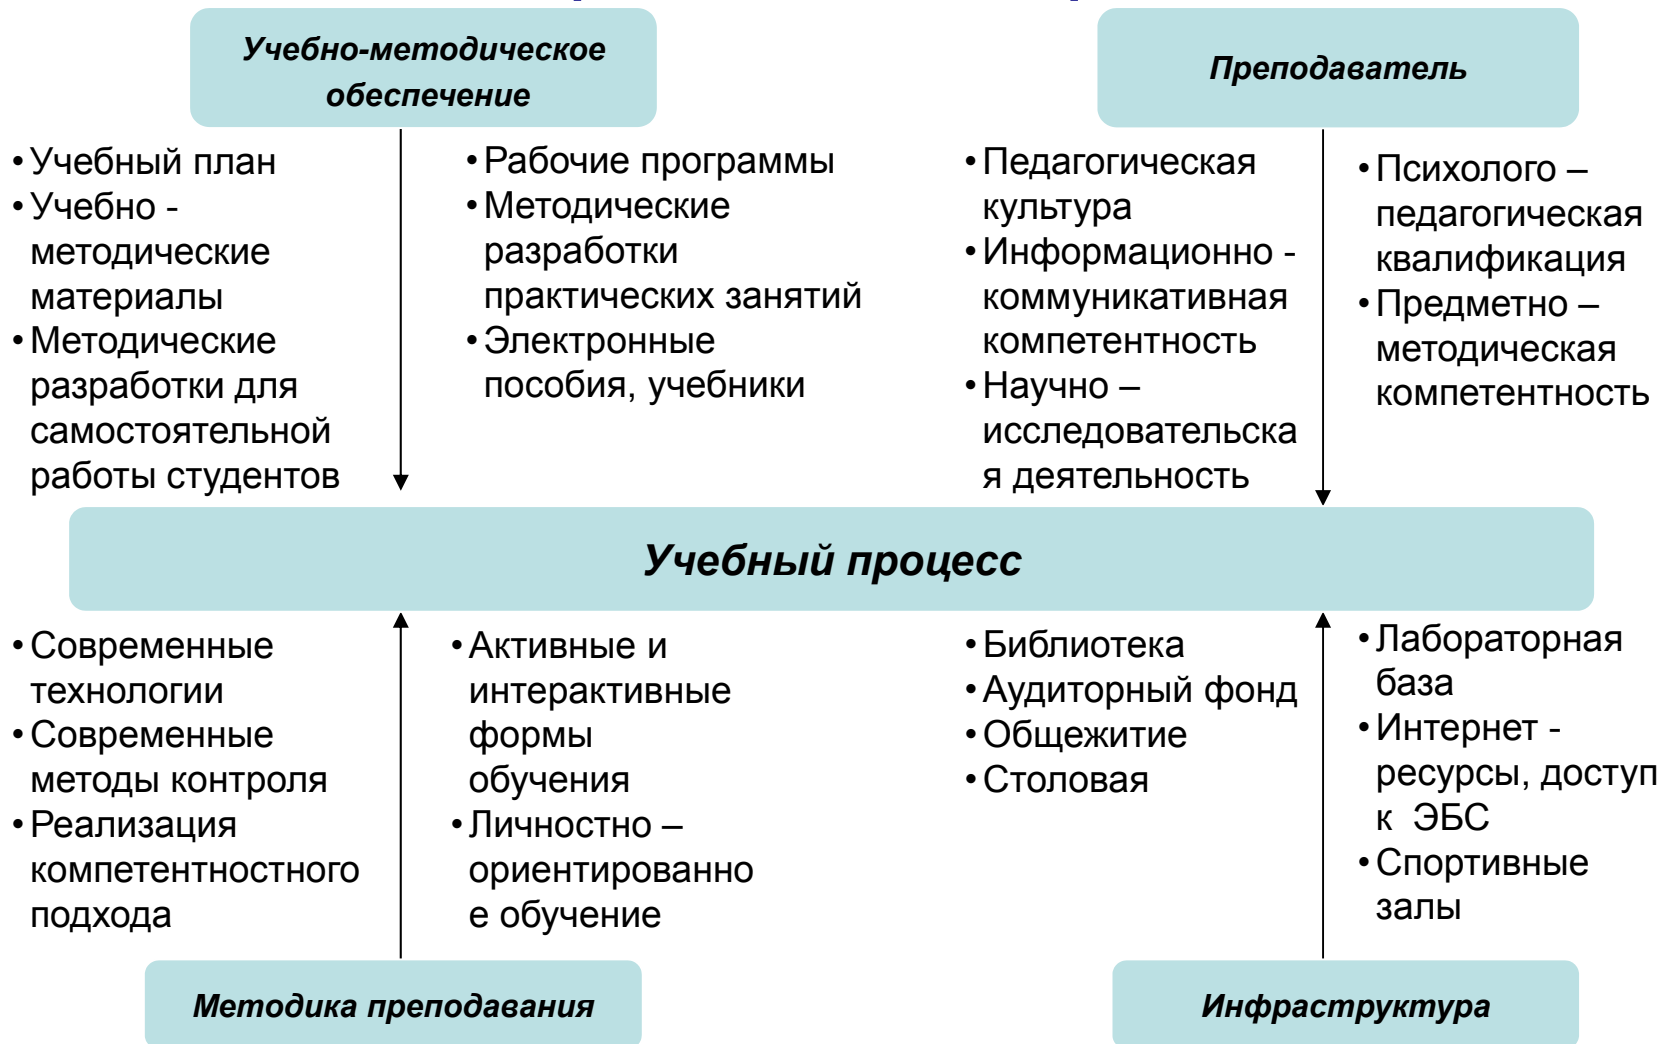 Учебно-методическое
обеспечение
Преподаватель
• Учебный план
• Учебно -
методические
материалы
• Методические
разработки для
самостоятельной
работы студентов
• Рабочие программы
• Методические
разработки
практических занятий
• Электронные
пособия, учебники
• Педагогическая
культура
• Информационно -
коммуникативная
компетентность
• Научно –
исследовательска
я деятельность
• Психолого –
педагогическая
квалификация
• Предметно –
методическая
компетентность
Учебный процесс
• Современные
технологии
• Современные
методы контроля
• Реализация
компетентностного
подхода
• Активные и
интерактивные
формы
обучения
• Личностно –
ориентированно
е обучение
• Библиотека
• Аудиторный фонд
• Общежитие
• Столовая
• Лабораторная
база
• Интернет -
ресурсы, доступ
к ЭБС
• Спортивные
залы
Методика преподавания
Инфраструктура